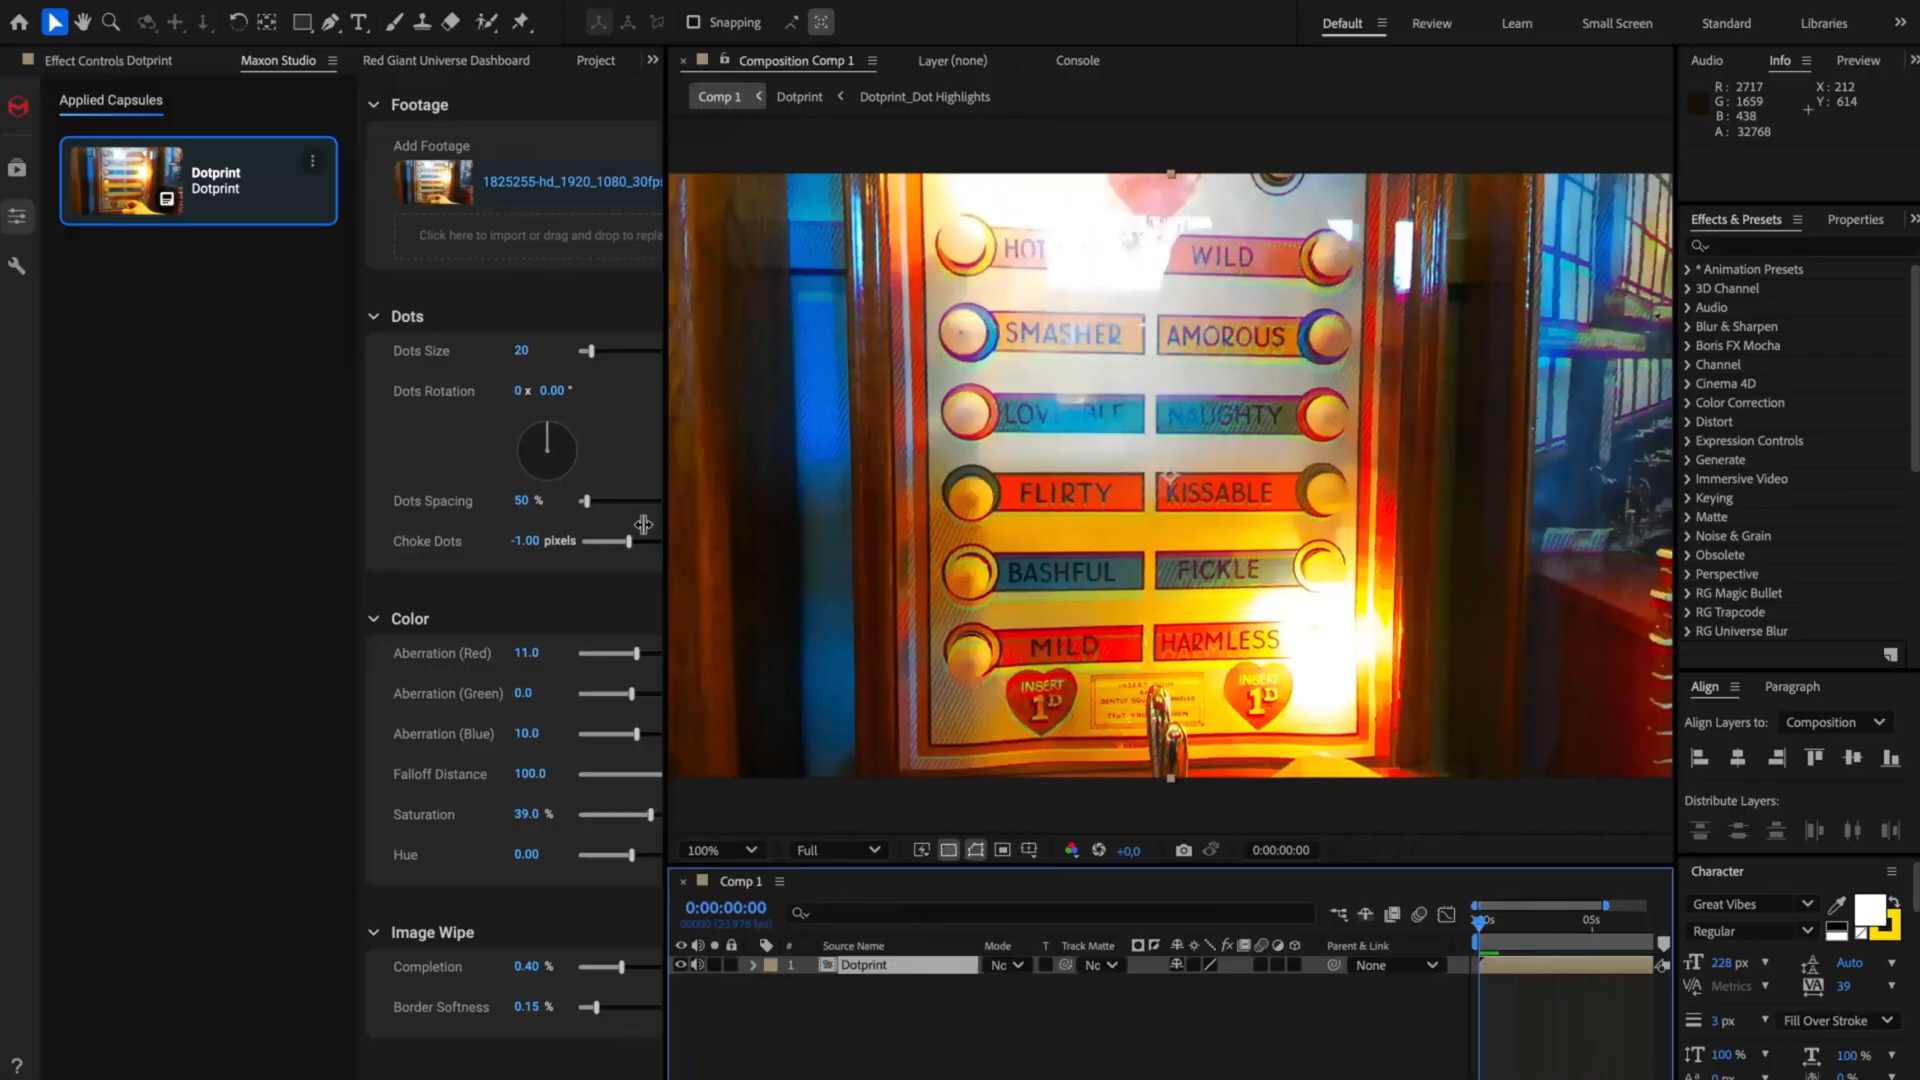 Snapping
Default
Review
Learn
Small Screen
Standard
Libraries
Effect Controls Dotprint
Maxon Studio
Red Giant Universe Dashboard
Project
Composition Comp 1
Layer (none)
Console
Audio
Info
Preview
Applied Capsules
Dotprint
Dotprint
Footage
Add Footage
1825255-hd_1920_1080_30fps
Click here to import or drag and drop to repla
Dots
Dots Size 20
Dots Rotation 0 x 0.00 °
Dots Spacing 50 %
Choke Dots -1.00 pixels
Color
Aberration (Red) 11.0
Aberration (Green) 0.0
Aberration (Blue) 10.0
Falloff Distance 100.0
Saturation 39.0 %
Hue 0.00
Image Wipe
Completion 0.40 %
Border Softness 0.15 %
Comp 1
Dotprint
Dotprint_Dot Highlights
HOT
WILD
SMASHER
AMOROUS
NAUGHTY
FLIRTY
KISSABLE
BASHFUL
FICKLE
MILD
HARMLESS
INSERT
1D
INSERT
1D
100%
Full
+0,0
0:00:00:00
Comp 1
0:00:00:00
00000 (23.976 fps)
05s
#
Source Name
Mode
T
Track Matte
Parent & Link
1
Dotprint
None
R: 2717
G: 1659
B: 438
A: 32768
X: 212
Y: 614
Effects & Presets
Properties
* Animation Presets
3D Channel
Audio
Blur & Sharpen
Boris FX Mocha
Channel
Cinema 4D
Color Correction
Distort
Expression Controls
Generate
Immersive Video
Keying
Matte
Noise & Grain
Obsolete
Perspective
RG Magic Bullet
RG Trapcode
RG Universe Blur
Align
Paragraph
Align Layers to: Composition
Distribute Layers:
Character
Great Vibes
Regular
228 px
Auto
Metrics
39
3 px
Fill Over Stroke
100 %
100 %